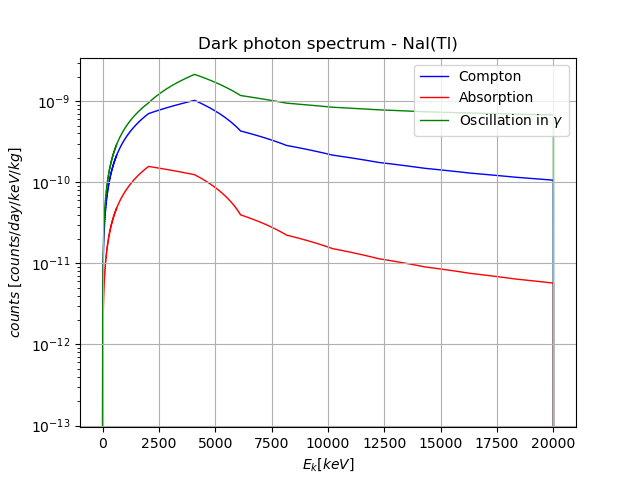 Dark photon spectrum - NaI(Tl)
Compton
Absorption
Oscillation in γ
counts [counts/day/keV/kg]
10⁻⁹
10⁻¹⁰
10⁻¹¹
10⁻¹²
10⁻¹³
0 2500 5000 7500 10000 12500 15000 17500 20000
E_k[keV]